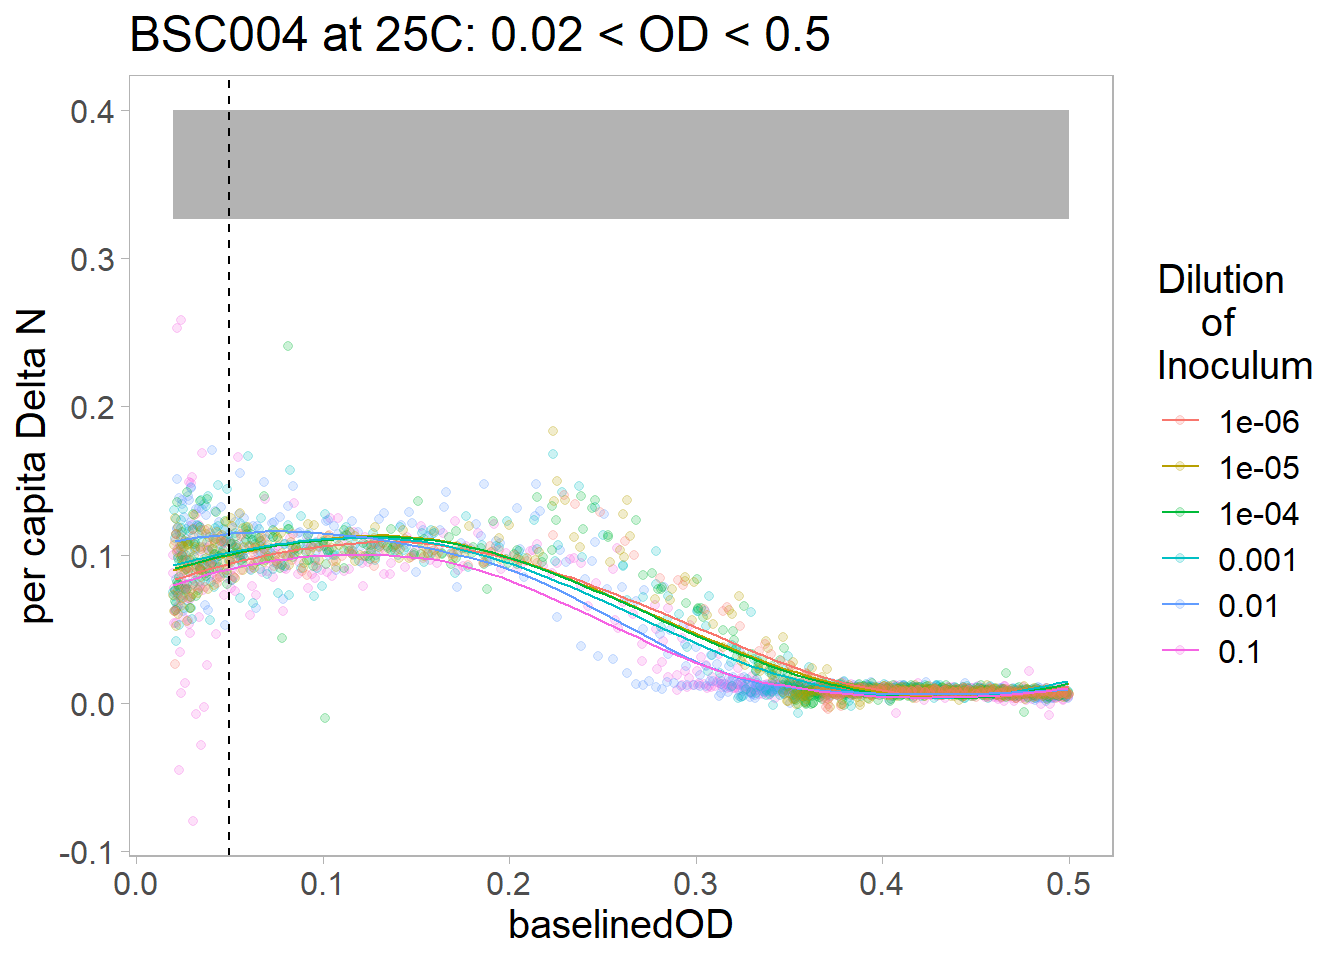 BSC004 at 25C: 0.02 < OD < 0.5
per capita Delta N
0.4
0.3
0.2
0.1
0.0
-0.1
0.0 0.1 0.2 0.3 0.4 0.5
baselinedOD
Dilution
of
Inoculum
1e-06
1e-05
1e-04
0.001
0.01
0.1